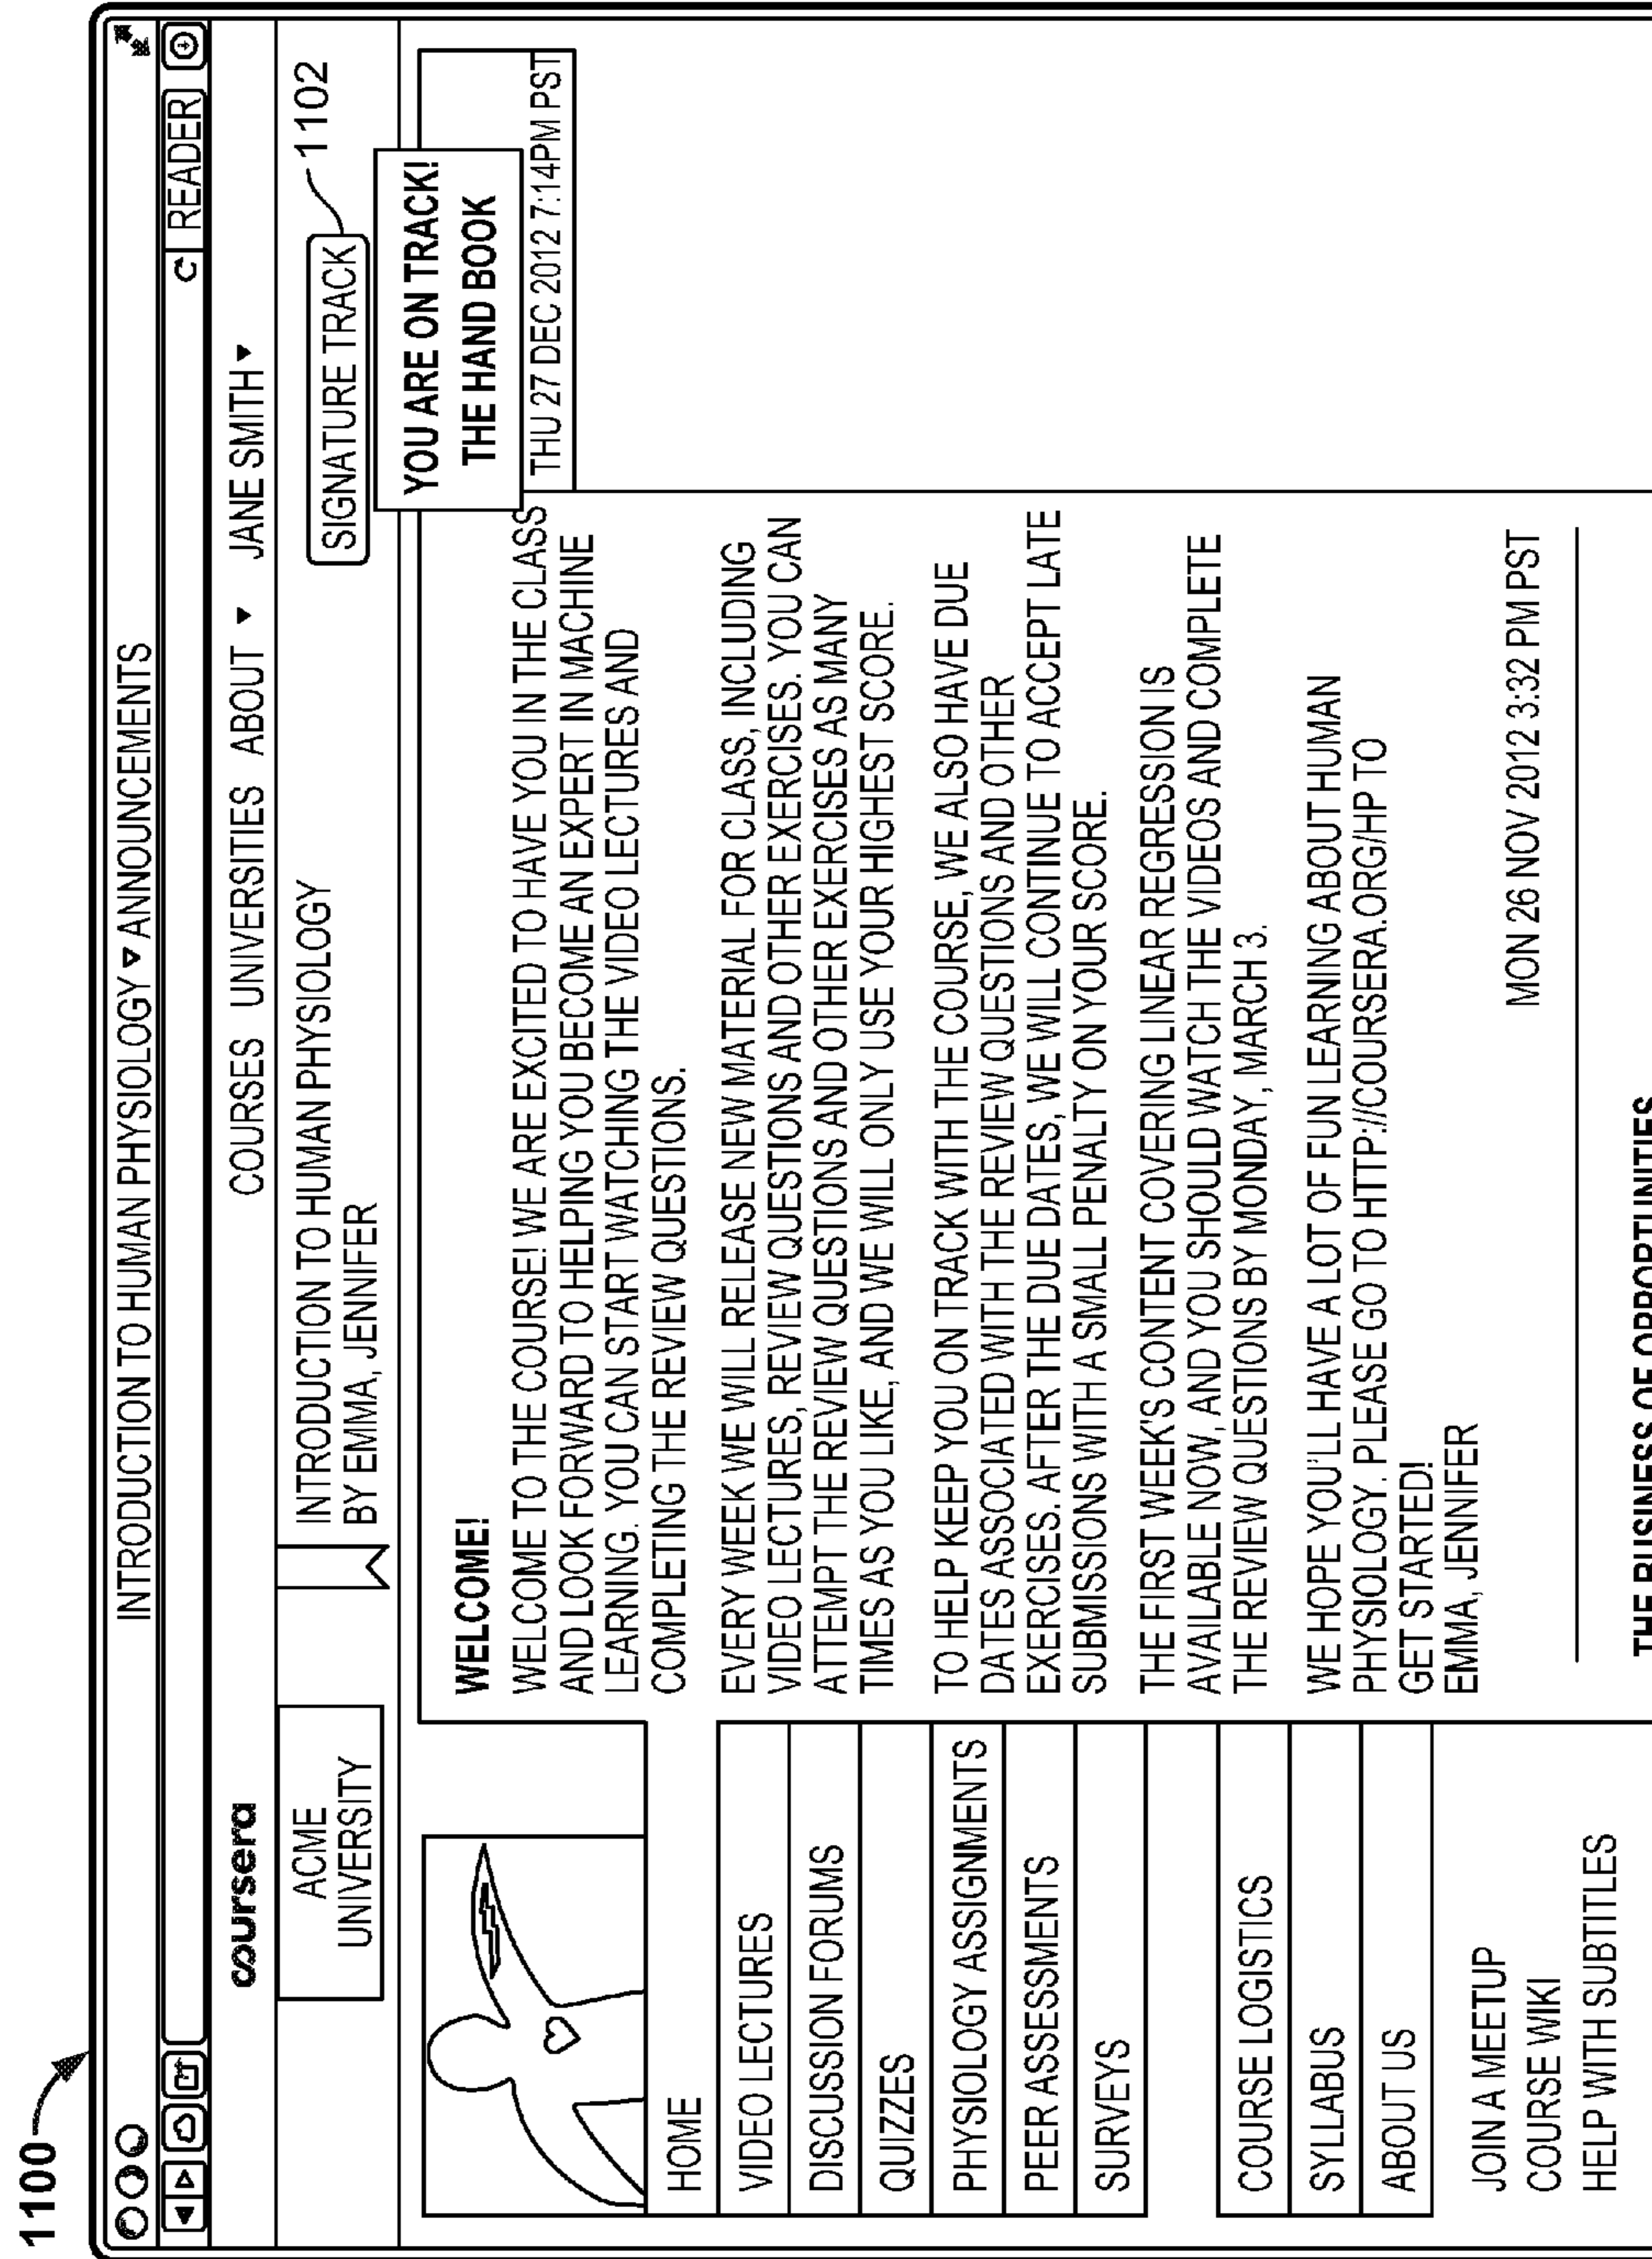 1100
INTRODUCTION TO HUMAN PHYSIOLOGY ▾ ANNOUNCEMENTS
READER
coursera
COURSES UNIVERSITIES ABOUT ▾ JANE SMITH ▾
ACME
UNIVERSITY
INTRODUCTION TO HUMAN PHYSIOLOGY
BY EMMA, JENNIFER
SIGNATURE TRACK
1102
YOU ARE ON TRACK!
THE HAND BOOK
THU 27 DEC 2012 7:14PM PST
HOME
VIDEO LECTURES
DISCUSSION FORUMS
QUIZZES
PHYSIOLOGY ASSIGNMENTS
PEER ASSESSMENTS
SURVEYS
COURSE LOGISTICS
SYLLABUS
ABOUT US
JOIN A MEETUP
COURSE WIKI
HELP WITH SUBTITLES
WELCOME!
WELCOME TO THE COURSE! WE ARE EXCITED TO HAVE YOU IN THE CLASS
AND LOOK FORWARD TO HELPING YOU BECOME AN EXPERT IN MACHINE
LEARNING. YOU CAN START WATCHING THE VIDEO LECTURES AND
COMPLETING THE REVIEW QUESTIONS.
EVERY WEEK WE WILL RELEASE NEW MATERIAL FOR CLASS, INCLUDING
VIDEO LECTURES, REVIEW QUESTIONS AND OTHER EXERCISES. YOU CAN
ATTEMPT THE REVIEW QUESTIONS AND OTHER EXERCISES AS MANY
TIMES AS YOU LIKE, AND WE WILL ONLY USE YOUR HIGHEST SCORE.
TO HELP KEEP YOU ON TRACK WITH THE COURSE, WE ALSO HAVE DUE
DATES ASSOCIATED WITH THE REVIEW QUESTIONS AND OTHER
EXERCISES. AFTER THE DUE DATES, WE WILL CONTINUE TO ACCEPT LATE
SUBMISSIONS WITH A SMALL PENALTY ON YOUR SCORE.
THE FIRST WEEK'S CONTENT COVERING LINEAR REGRESSION IS
AVAILABLE NOW, AND YOU SHOULD WATCH THE VIDEOS AND COMPLETE
THE REVIEW QUESTIONS BY MONDAY, MARCH 3.
WE HOPE YOU'LL HAVE A LOT OF FUN LEARNING ABOUT HUMAN
PHYSIOLOGY. PLEASE GO TO HTTP://COURSERA.ORG/HP TO
GET STARTED!
EMMA, JENNIFER
MON 26 NOV 2012 3:32 PM PST
THE BUSINESS OF OPPORTUNITIES